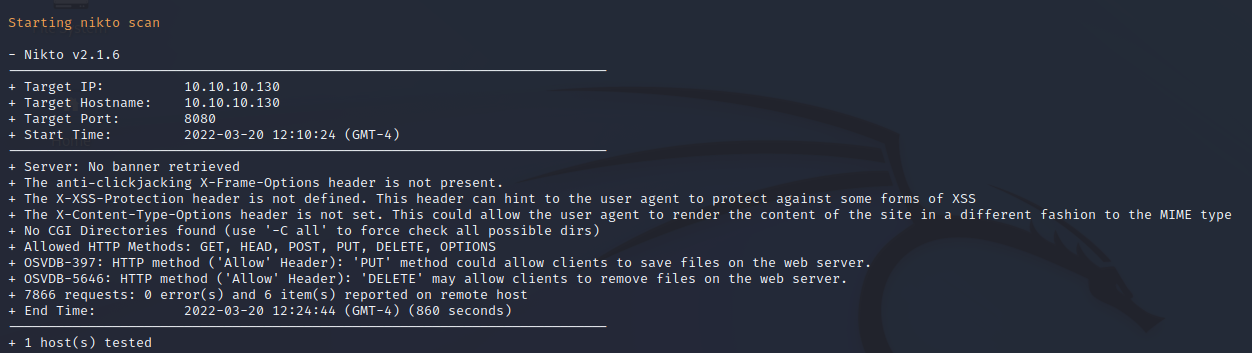 Starting nikto scan
- Nikto v2.1.6
---------------------------------------------------------------------------
+ Target IP:          10.10.10.130
+ Target Hostname:    10.10.10.130
+ Target Port:        8080
+ Start Time:         2022-03-20 12:10:24 (GMT-4)
---------------------------------------------------------------------------
+ Server: No banner retrieved
+ The anti-clickjacking X-Frame-Options header is not present.
+ The X-XSS-Protection header is not defined. This header can hint to the user agent to protect against some forms of XSS
+ The X-Content-Type-Options header is not set. This could allow the user agent to render the content of the site in a different fashion to the MIME type
+ No CGI Directories found (use '-C all' to force check all possible dirs)
+ Allowed HTTP Methods: GET, HEAD, POST, PUT, DELETE, OPTIONS
+ OSVDB-397: HTTP method ('Allow' Header): 'PUT' method could allow clients to save files on the web server.
+ OSVDB-5646: HTTP method ('Allow' Header): 'DELETE' may allow clients to remove files on the web server.
+ 7866 requests: 0 error(s) and 6 item(s) reported on remote host
+ End Time:           2022-03-20 12:24:44 (GMT-4) (860 seconds)
---------------------------------------------------------------------------
+ 1 host(s) tested